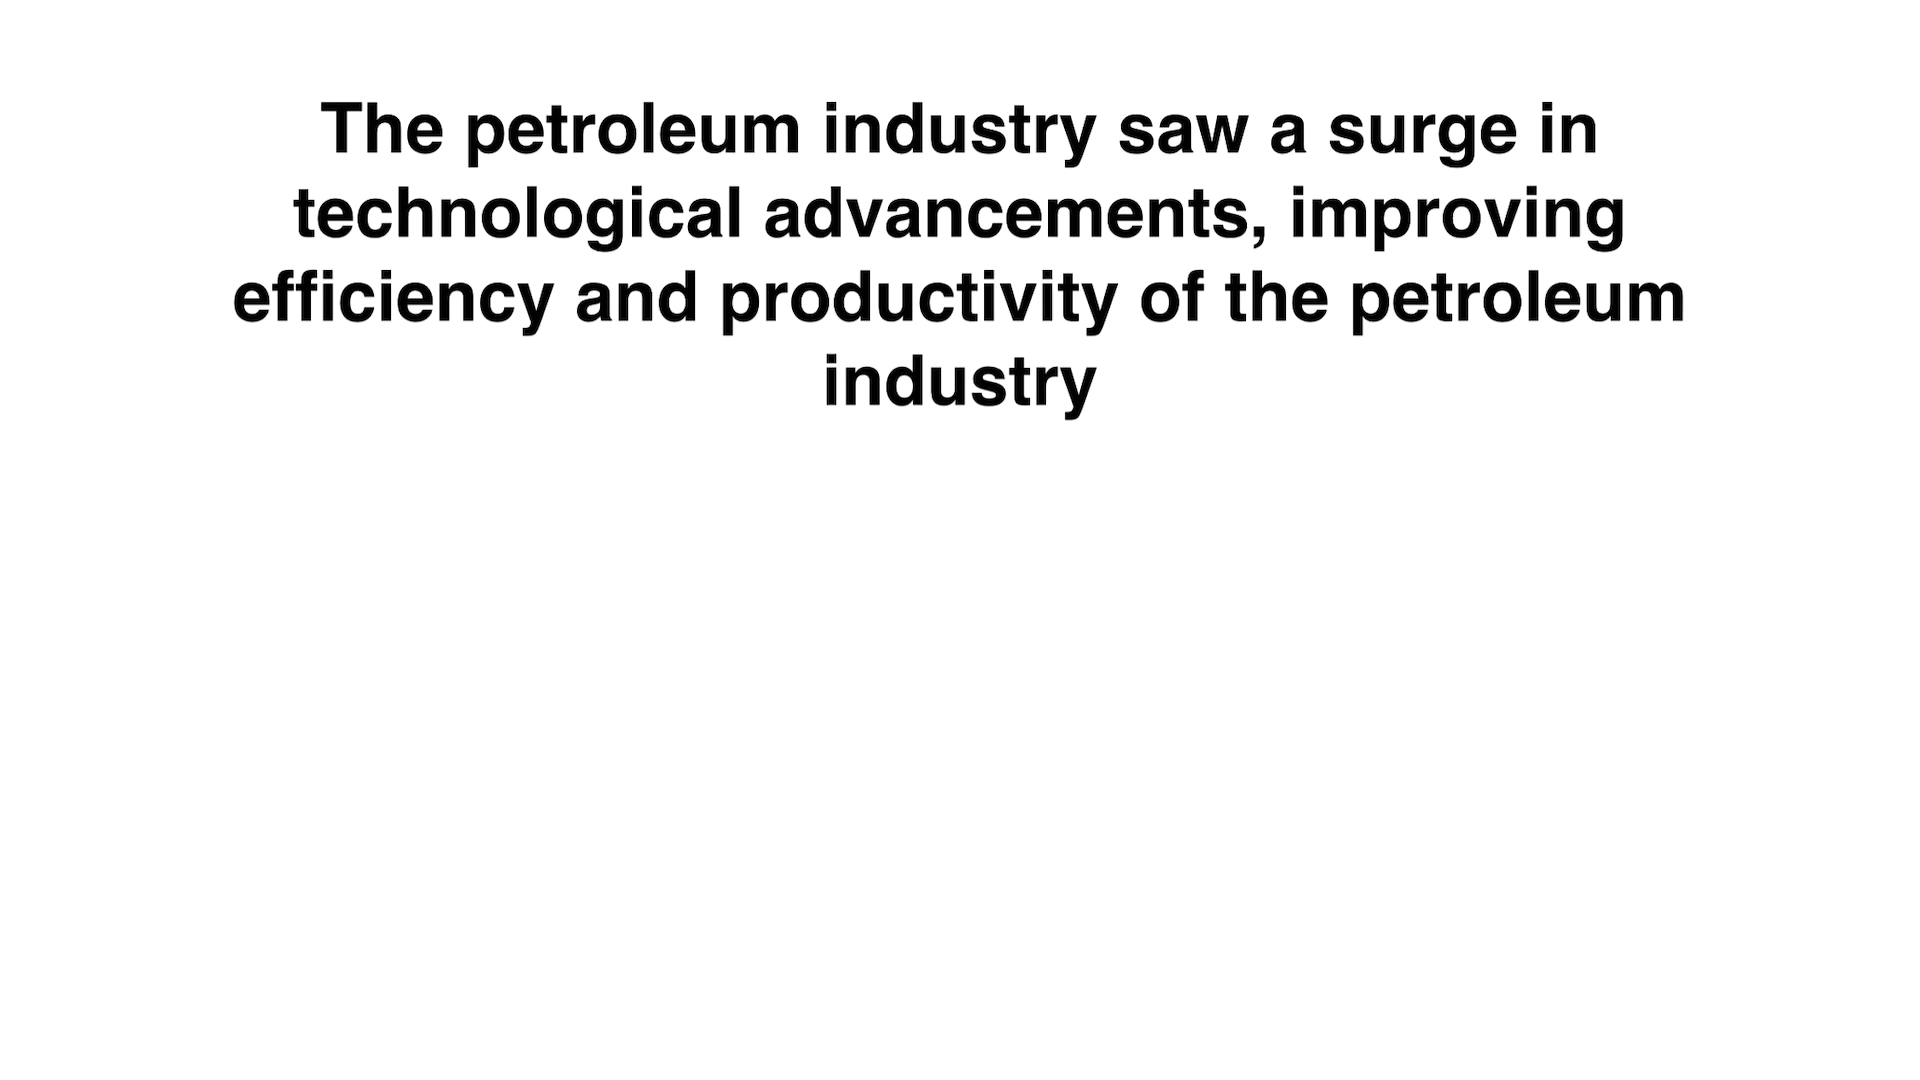 The petroleum industry saw a surge in
technological advancements, improving
efficiency and productivity of the petroleum
industry